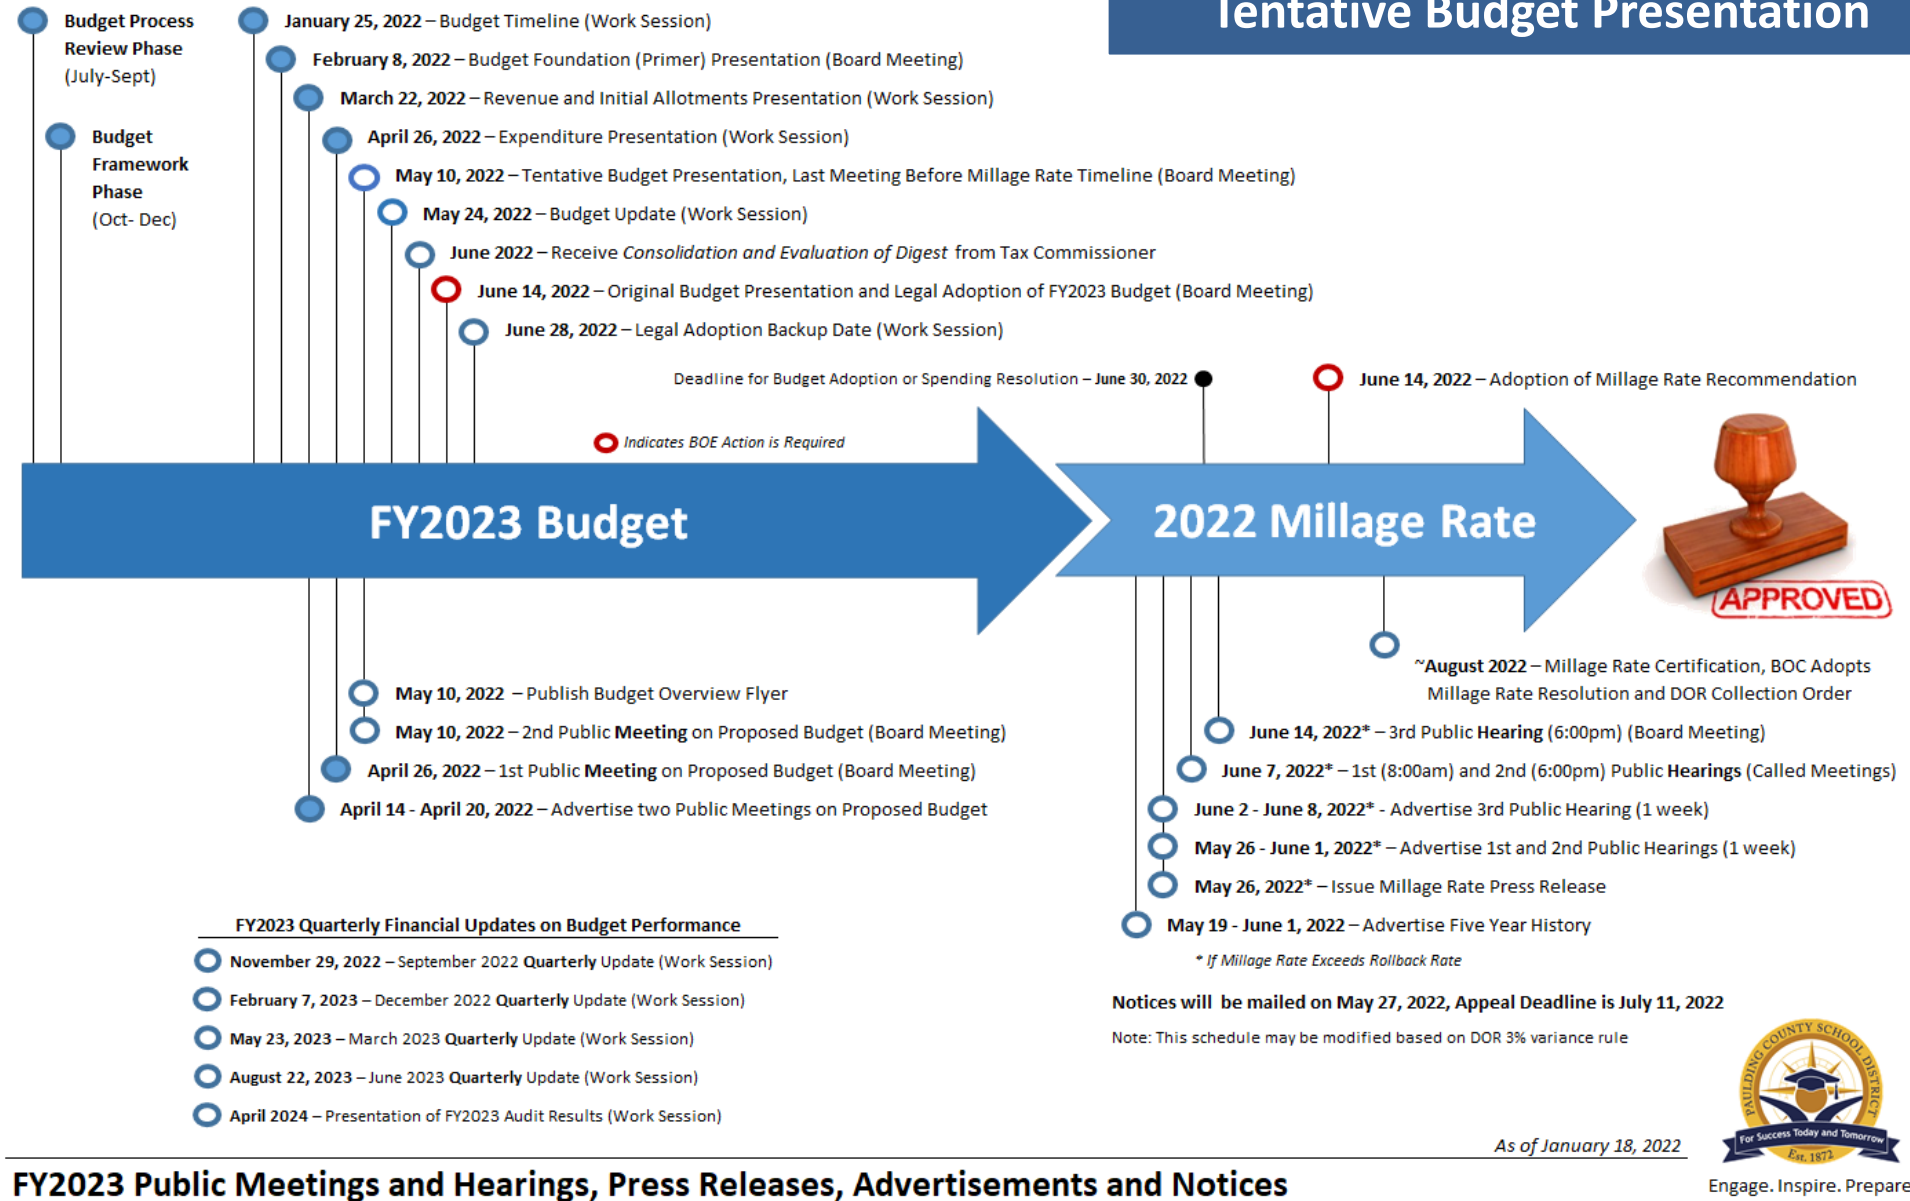 Tentative Budget Presentation
Budget Process
Review Phase
(July-Sept)
Budget
Framework
Phase
(Oct- Dec)
January 25, 2022 – Budget Timeline (Work Session)
February 8, 2022 – Budget Foundation (Primer) Presentation (Board Meeting)
March 22, 2022 – Revenue and Initial Allotments Presentation (Work Session)
April 26, 2022 – Expenditure Presentation (Work Session)
May 10, 2022 – Tentative Budget Presentation, Last Meeting Before Millage Rate Timeline (Board Meeting)
May 24, 2022 – Budget Update (Work Session)
June 2022 – Receive Consolidation and Evaluation of Digest from Tax Commissioner
June 14, 2022 – Original Budget Presentation and Legal Adoption of FY2023 Budget (Board Meeting)
June 28, 2022 – Legal Adoption Backup Date (Work Session)
Deadline for Budget Adoption or Spending Resolution – June 30, 2022
June 14, 2022 – Adoption of Millage Rate Recommendation
Indicates BOE Action is Required
FY2023 Budget
2022 Millage Rate
APPROVED
May 10, 2022 – Publish Budget Overview Flyer
May 10, 2022 – 2nd Public Meeting on Proposed Budget (Board Meeting)
April 26, 2022 – 1st Public Meeting on Proposed Budget (Board Meeting)
April 14 - April 20, 2022 – Advertise two Public Meetings on Proposed Budget
~August 2022 – Millage Rate Certification, BOC Adopts
Millage Rate Resolution and DOR Collection Order
June 14, 2022* – 3rd Public Hearing (6:00pm) (Board Meeting)
June 7, 2022* – 1st (8:00am) and 2nd (6:00pm) Public Hearings (Called Meetings)
June 2 - June 8, 2022* - Advertise 3rd Public Hearing (1 week)
May 26 - June 1, 2022* – Advertise 1st and 2nd Public Hearings (1 week)
May 26, 2022* – Issue Millage Rate Press Release
May 19 - June 1, 2022 – Advertise Five Year History
* If Millage Rate Exceeds Rollback Rate
Notices will be mailed on May 27, 2022, Appeal Deadline is July 11, 2022
Note: This schedule may be modified based on DOR 3% variance rule
FY2023 Quarterly Financial Updates on Budget Performance
November 29, 2022 – September 2022 Quarterly Update (Work Session)
February 7, 2023 – December 2022 Quarterly Update (Work Session)
May 23, 2023 – March 2023 Quarterly Update (Work Session)
August 22, 2023 – June 2023 Quarterly Update (Work Session)
April 2024 – Presentation of FY2023 Audit Results (Work Session)
As of January 18, 2022
PAULDING COUNTY SCHOOL DISTRICT
For Success Today and Tomorrow
Est. 1872
Engage. Inspire. Prepare
FY2023 Public Meetings and Hearings, Press Releases, Advertisements and Notices